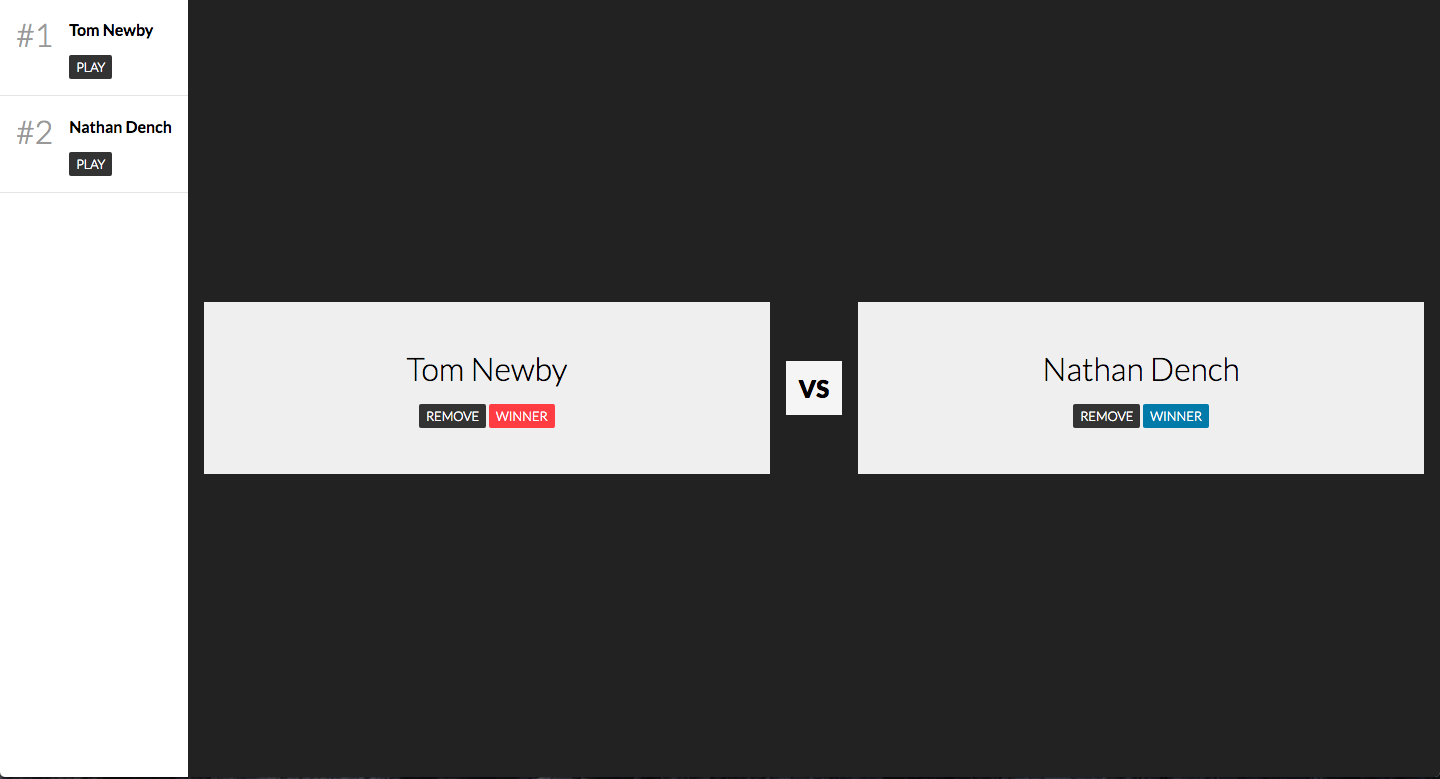 #1 Tom Newby
PLAY
#2 Nathan Dench
PLAY
Tom Newby
REMOVE WINNER
VS
Nathan Dench
REMOVE WINNER